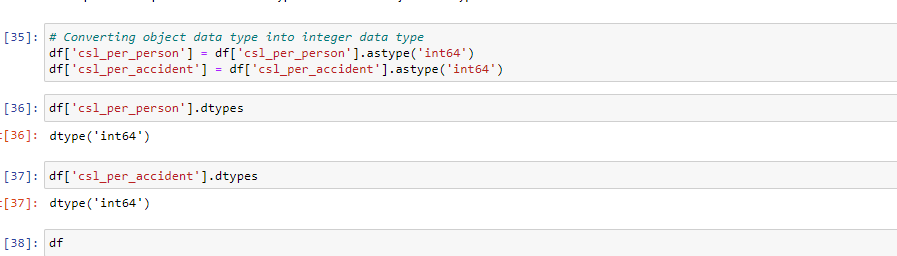 [35]: # Converting object data type into integer data type
df['csl_per_person'] = df['csl_per_person'].astype('int64')
df['csl_per_accident'] = df['csl_per_accident'].astype('int64')
[36]: df['csl_per_person'].dtypes
[36]: dtype('int64')
[37]: df['csl_per_accident'].dtypes
[37]: dtype('int64')
[38]: df